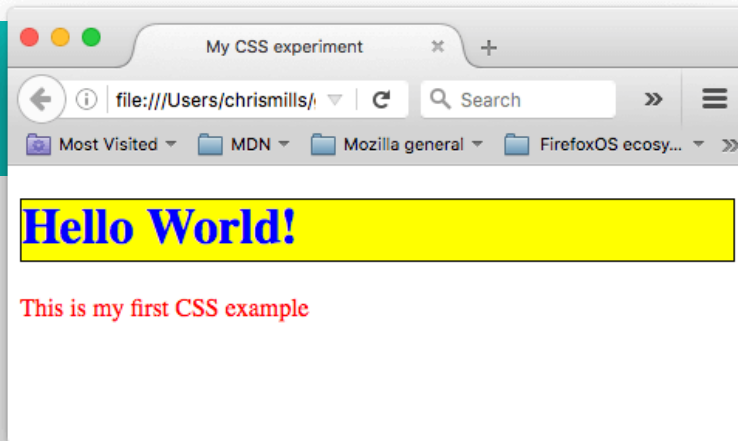 My CSS experiment
file:///Users/chrismills/
Search
Most Visited MDN Mozilla general FirefoxOS ecosy...
Hello World!
This is my first CSS example